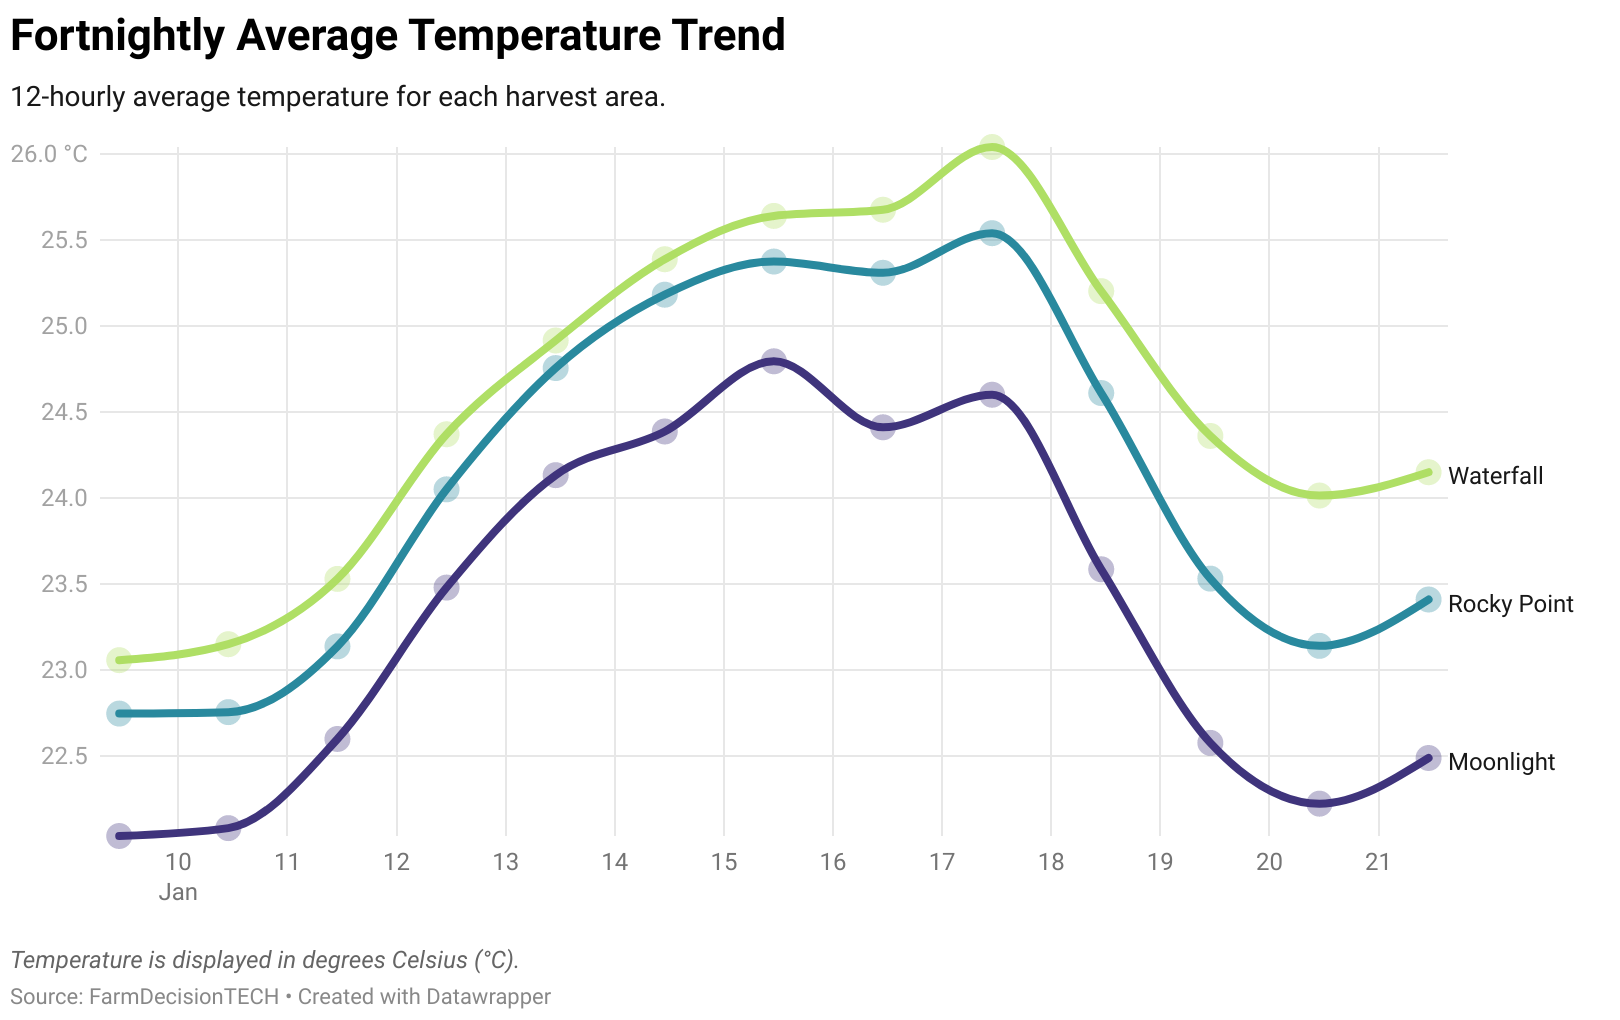 Fortnightly Average Temperature Trend
12-hourly average temperature for each harvest area.
26.0 °C
25.5
25.0
24.5
24.0
23.5
23.0
22.5
Waterfall
Rocky Point
Moonlight
10 11 12 13 14 15 16 17 18 19 20 21
Jan
Temperature is displayed in degrees Celsius (°C).
Source: FarmDecisionTECH • Created with Datawrapper